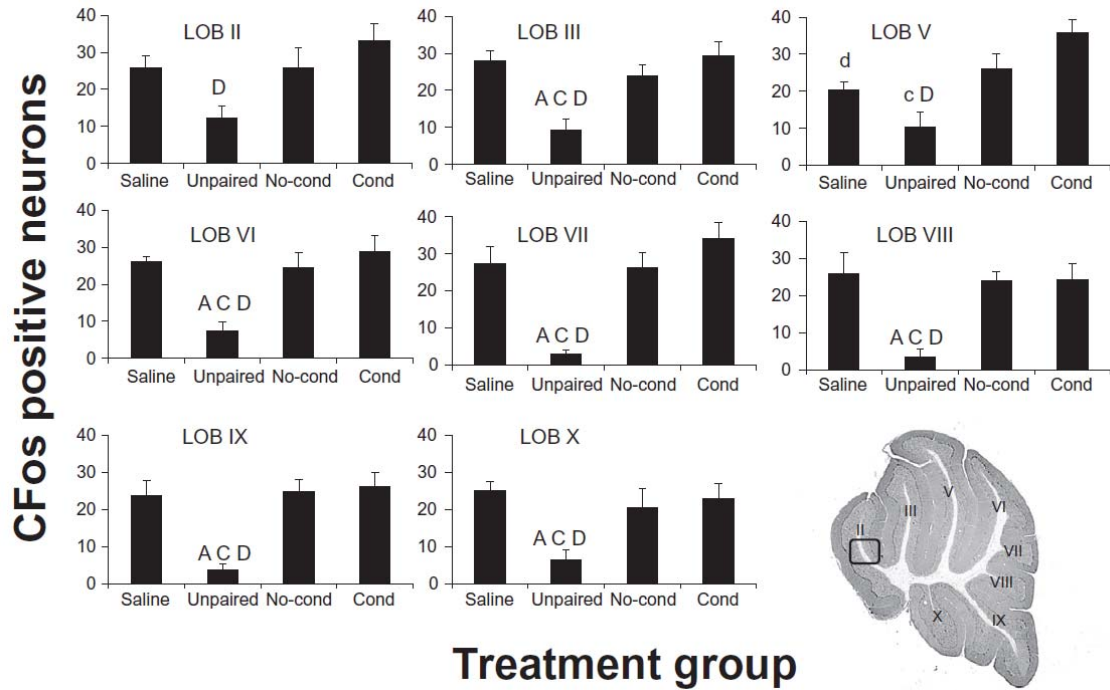 CFos positive neurons
LOB II
40
30
20
10
0
D
Saline Unpaired No-cond Cond
LOB III
40
30
20
10
0
A C D
Saline Unpaired No-cond Cond
LOB V
40
30
20
10
0
d
c D
Saline Unpaired No-cond Cond
LOB VI
40
30
20
10
0
A C D
Saline Unpaired No-cond Cond
LOB VII
40
30
20
10
0
A C D
Saline Unpaired No-cond Cond
LOB VIII
40
30
20
10
0
A C D
Saline Unpaired No-cond Cond
LOB IX
40
30
20
10
0
A C D
Saline Unpaired No-cond Cond
LOB X
40
30
20
10
0
A C D
Saline Unpaired No-cond Cond
II
III
V
VI
VII
VIII
IX
X
Treatment group